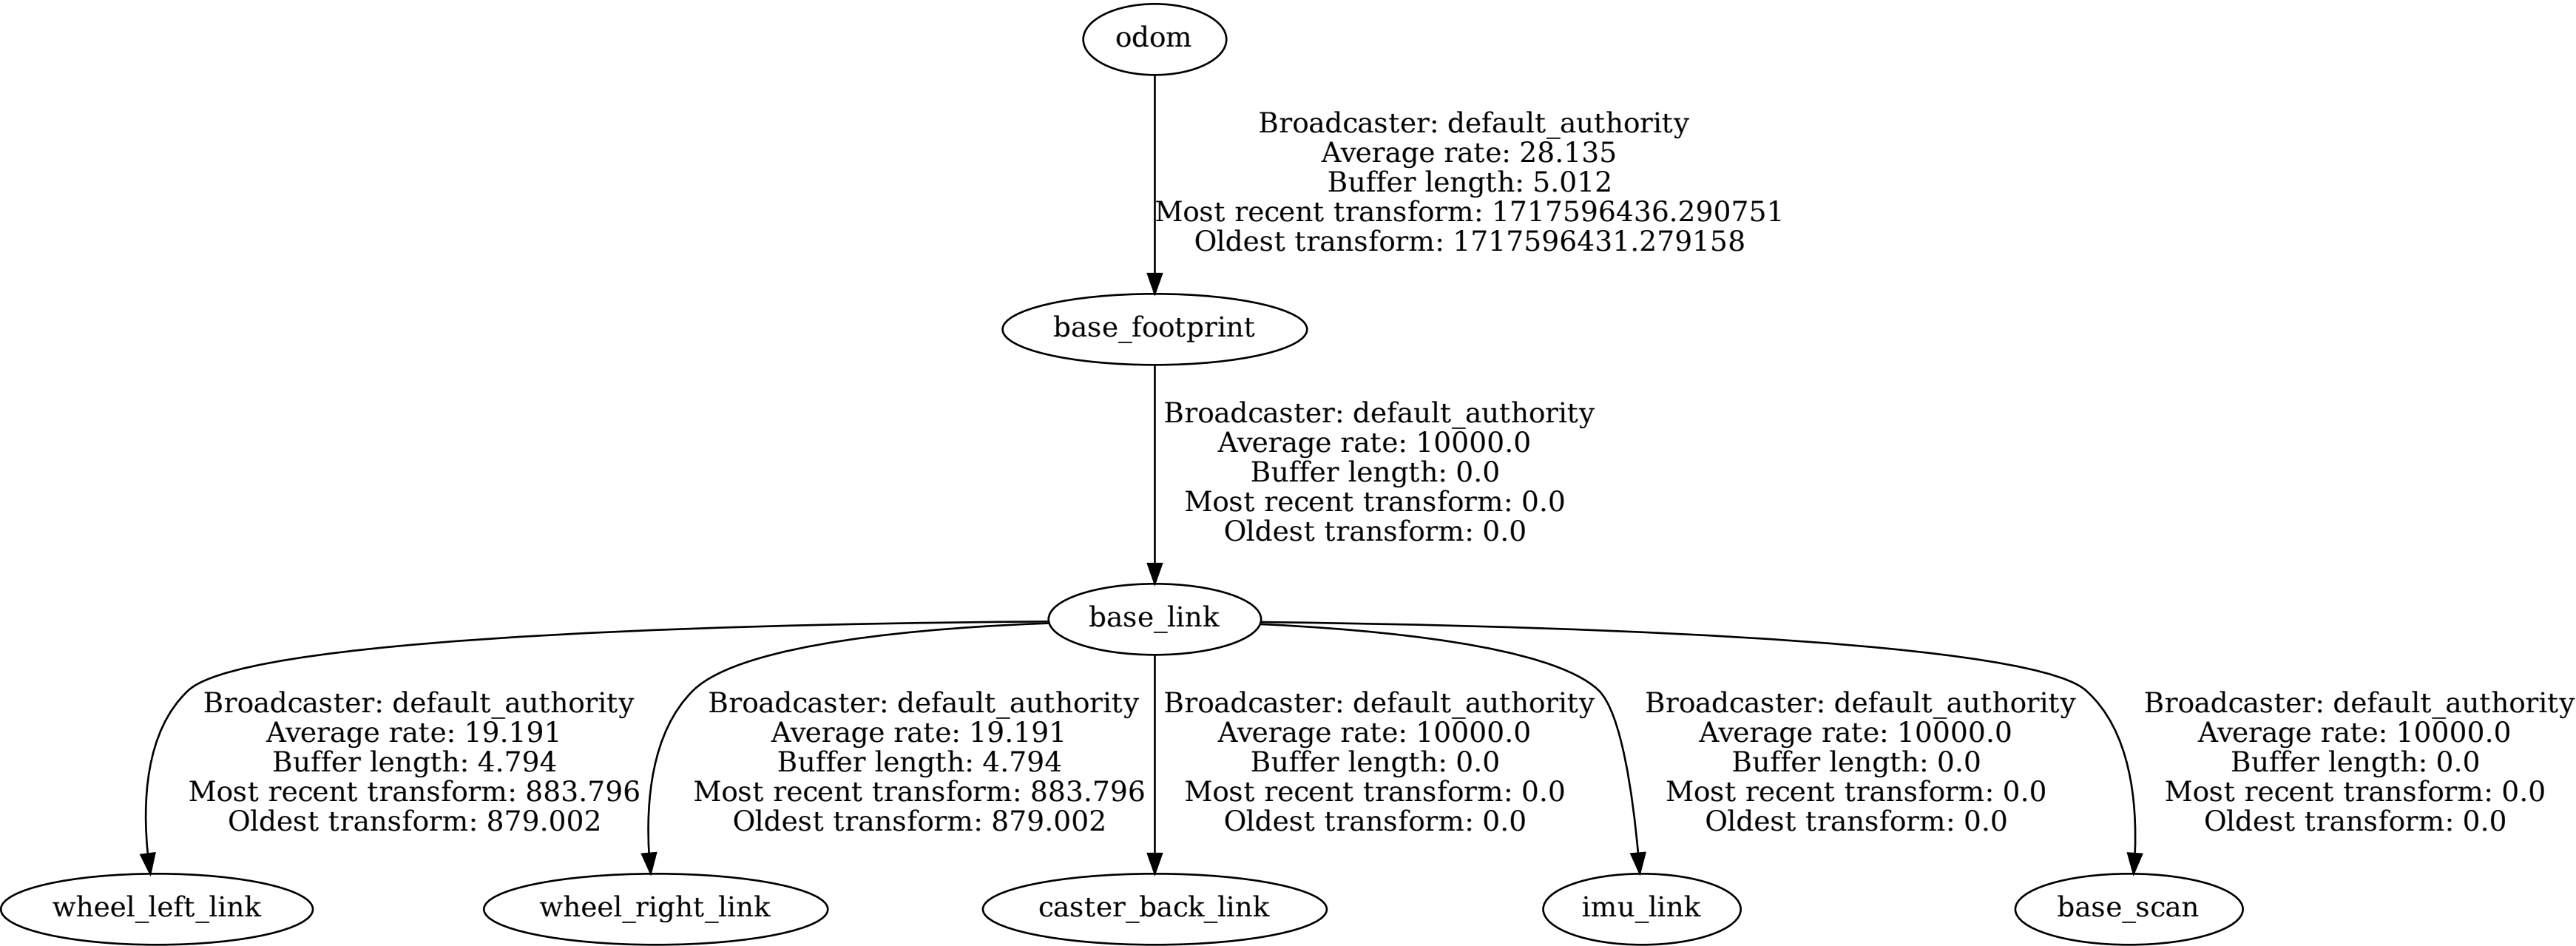 odom
Broadcaster: default_authority
Average rate: 28.135
Buffer length: 5.012
Most recent transform: 1717596436.290751
Oldest transform: 1717596431.279158
base_footprint
Broadcaster: default_authority
Average rate: 10000.0
Buffer length: 0.0
Most recent transform: 0.0
Oldest transform: 0.0
base_link
Broadcaster: default_authority
Average rate: 19.191
Buffer length: 4.794
Most recent transform: 883.796
Oldest transform: 879.002
Broadcaster: default_authority
Average rate: 19.191
Buffer length: 4.794
Most recent transform: 883.796
Oldest transform: 879.002
Broadcaster: default_authority
Average rate: 10000.0
Buffer length: 0.0
Most recent transform: 0.0
Oldest transform: 0.0
Broadcaster: default_authority
Average rate: 10000.0
Buffer length: 0.0
Most recent transform: 0.0
Oldest transform: 0.0
Broadcaster: default_authority
Average rate: 10000.0
Buffer length: 0.0
Most recent transform: 0.0
Oldest transform: 0.0
wheel_left_link
wheel_right_link
caster_back_link
imu_link
base_scan